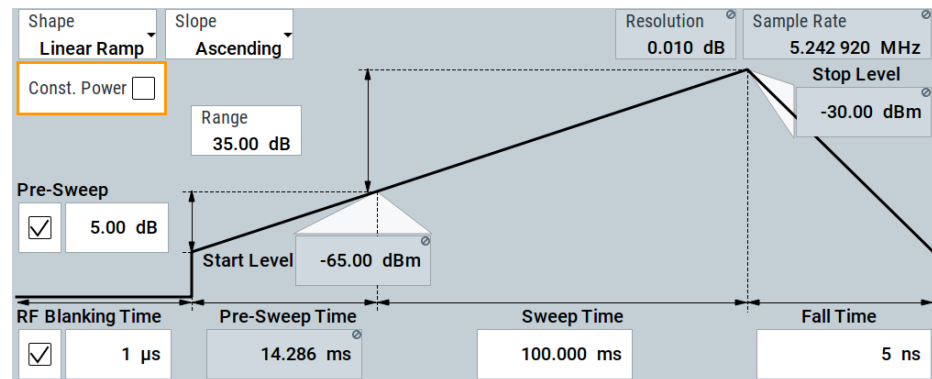 Shape
Linear Ramp
Slope
Ascending
Resolution
0.010 dB
Sample Rate
5.242 920 MHz
Const. Power
Stop Level
-30.00 dBm
Range
35.00 dB
Pre-Sweep
5.00 dB
Start Level
-65.00 dBm
RF Blanking Time
Pre-Sweep Time
Sweep Time
Fall Time
1 µs
14.286 ms
100.000 ms
5 ns